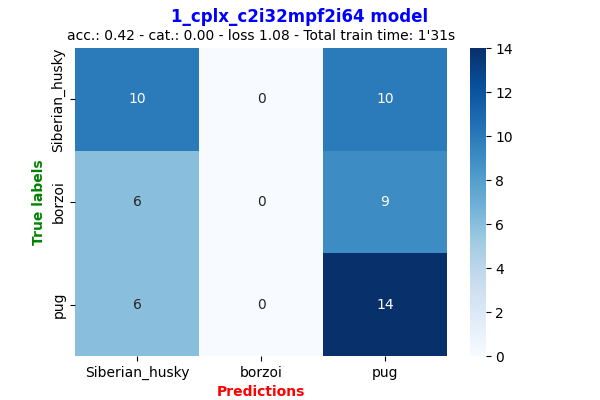 1_cplx_c2i32mpf2i64 model
acc.: 0.42 - cat.: 0.00 - loss 1.08 - Total train time: 1'31s
True labels
Siberian_husky
borzoi
pug
10 0 10
6 0 9
6 0 14
Siberian_husky borzoi pug
Predictions
14
12
10
8
6
4
2
0